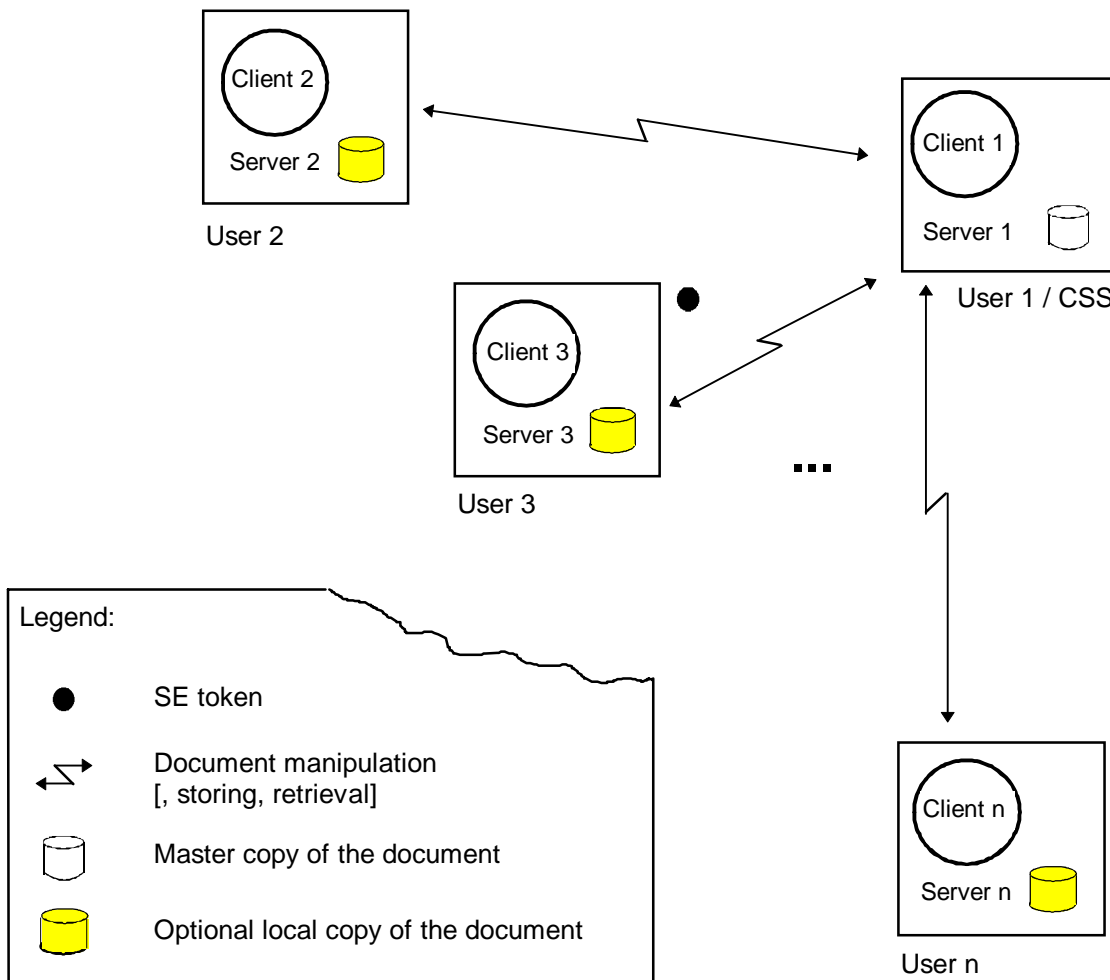 Client 2
Server 2
User 2
Client 1
Server 1
User 1 / CSS
Client 3
Server 3
User 3
...
Legend:
SE token
Document manipulation
[, storing, retrieval]
Master copy of the document
Optional local copy of the document
Client n
Server n
User n